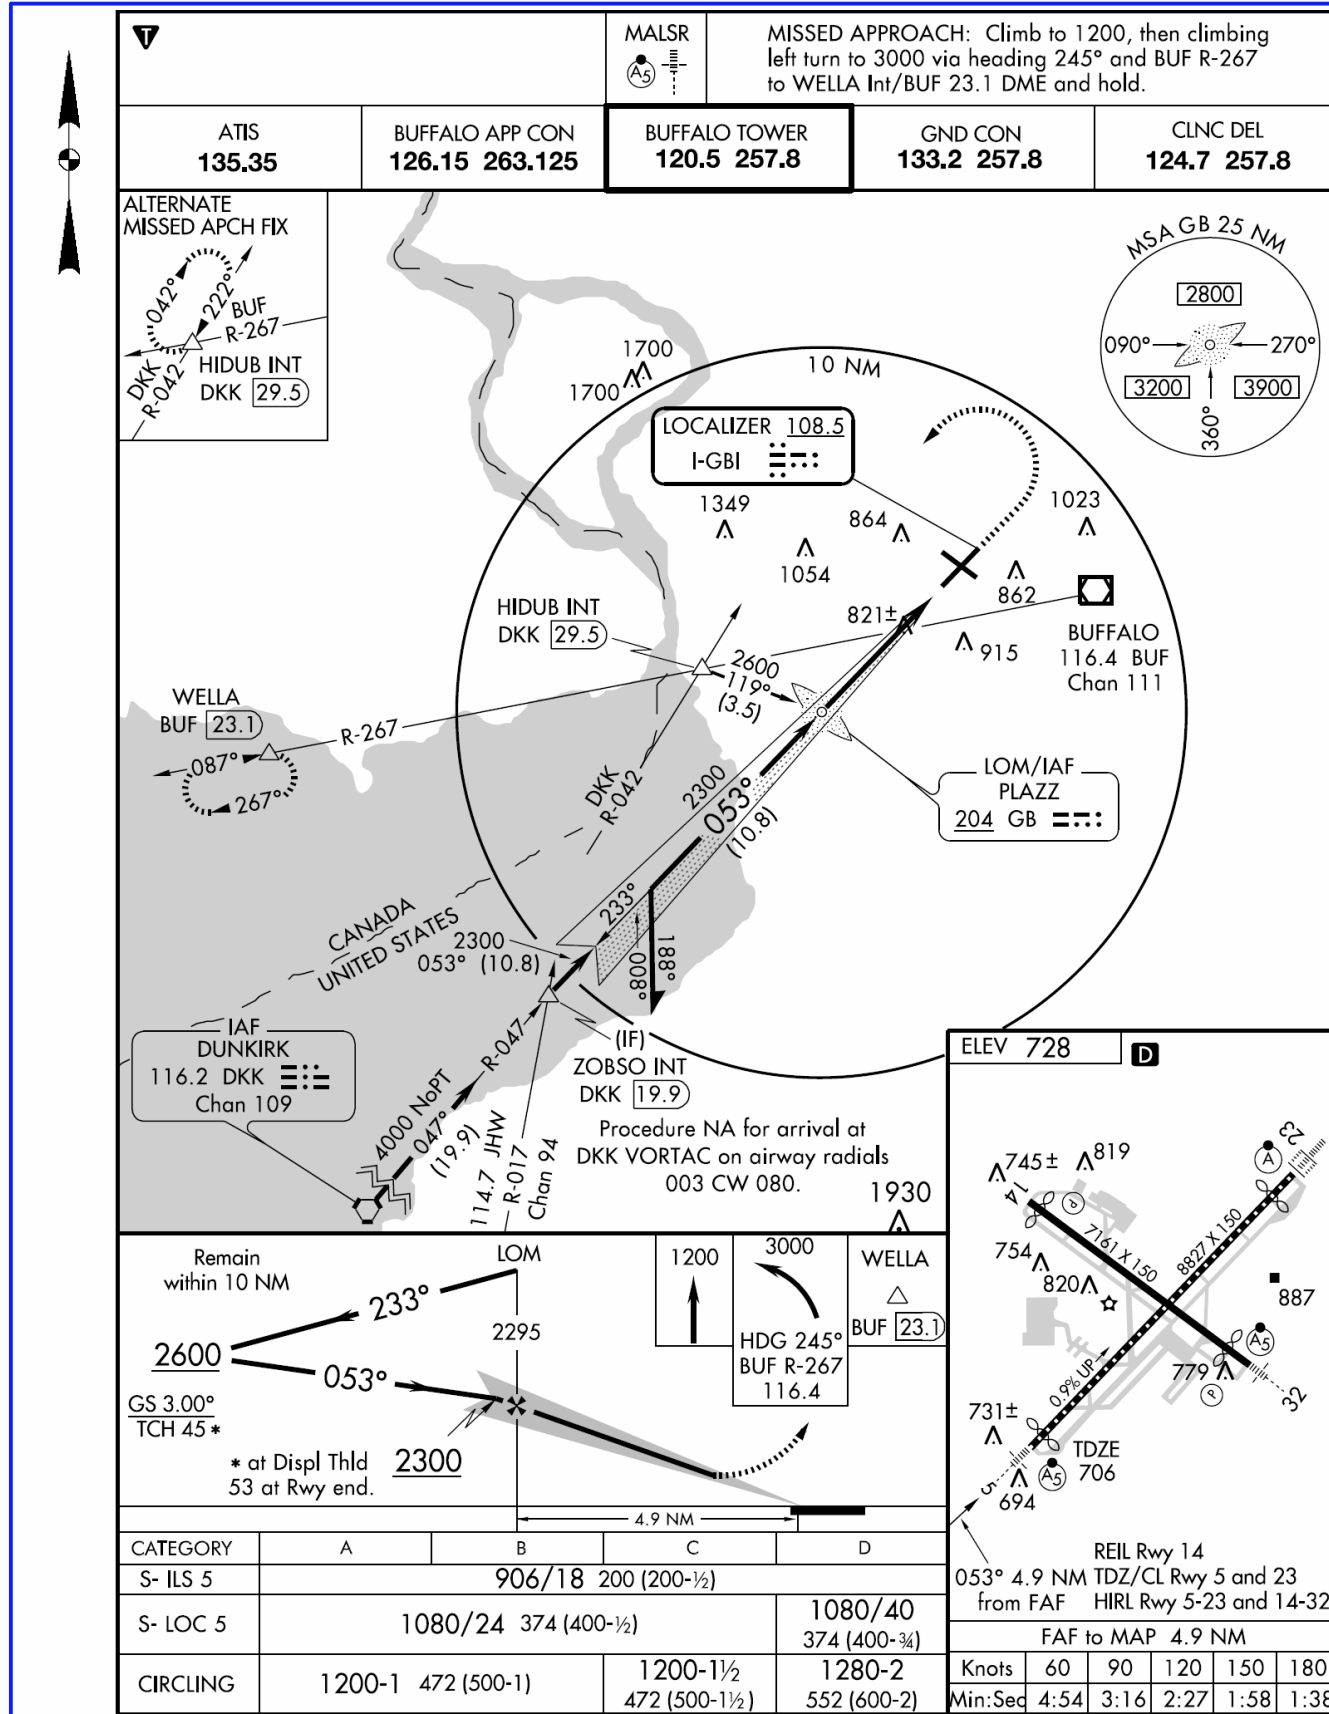 T
MALSR
A5
MISSED APPROACH: Climb to 1200, then climbing
left turn to 3000 via heading 245° and BUF R-267
to WELLA Int/BUF 23.1 DME and hold.
ATIS
135.35
BUFFALO APP CON
126.15 263.125
BUFFALO TOWER
120.5 257.8
GND CON
133.2 257.8
CLNC DEL
124.7 257.8
ALTERNATE
MISSED APCH FIX
042°
222°
BUF
R-267
HIDUB INT
DKK 29.5
DKK
R-042
MSA GB 25 NM
2800
090°
270°
3200
3900
360°
1700
1700
10 NM
LOCALIZER 108.5
I-GBI
1349
864
1023
1054
862
HIDUB INT
DKK 29.5
821±
915
BUFFALO
116.4 BUF
Chan 111
2600
119°
(3.5)
WELLA
BUF 23.1
R-267
087°
267°
DKK
R-042
2300
053°
(10.8)
LOM/IAF
PLAZZ
204 GB
233°
CANADA
UNITED STATES
2300
053° (10.8)
008°
188°
IAF
DUNKIRK
116.2 DKK
Chan 109
R-047
(IF)
ZOBSO INT
DKK 19.9
4000 NoPT
047°
(19.9)
114.7 JHW
R-017
Chan 94
Procedure NA for arrival at
DKK VORTAC on airway radials
003 CW 080.
1930
ELEV 728
D
745±
819
A
23
14
P
7161 X 150
8827 X 150
754
820
887
A5
0.9% UP
779
P
32
731±
TDZE
706
A5
694
5
053° 4.9 NM
from FAF
REIL Rwy 14
TDZ/CL Rwy 5 and 23
HIRL Rwy 5-23 and 14-32
FAF to MAP 4.9 NM
Knots 60 90 120 150 180
Min:Sec 4:54 3:16 2:27 1:58 1:38
Remain
within 10 NM
LOM
233°
2295
2600
053°
GS 3.00°
TCH 45 *
* at Displ Thld
53 at Rwy end.
2300
1200
3000
HDG 245°
BUF R-267
116.4
WELLA
BUF 23.1
4.9 NM
CATEGORY A B C D
S- ILS 5 906/18 200 (200-½)
S- LOC 5 1080/24 374 (400-½) 1080/40
374 (400-¾)
CIRCLING 1200-1 472 (500-1) 1200-1½ 1280-2
472 (500-1½) 552 (600-2)